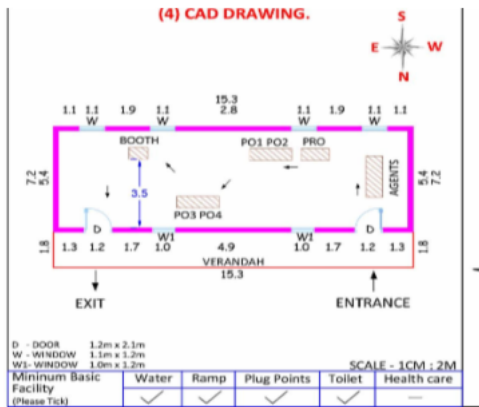 (4) CAD DRAWING.
S
E W
N
15.3
1.1 1.1 1.9 1.1 2.8 1.1 1.9 1.1 1.1
W W W W
BOOTH PO1 PO2 PRO
7.2 5.4 3.5 AGENTS 5.4 7.2
PO3 PO4
D W1 W1 D
1.8 1.3 1.2 1.7 1.0 4.9 1.0 1.7 1.2 1.3 1.8
VERANDAH
15.3
EXIT ENTRANCE
D - DOOR 1.2m x 2.1m
W - WINDOW 1.1m x 1.2m
W1- WINDOW 1.0m x 1.2m
SCALE - 1CM : 2M
Mininum Basic Facility (Please Tick) Water Ramp Plug Points Toilet Health care